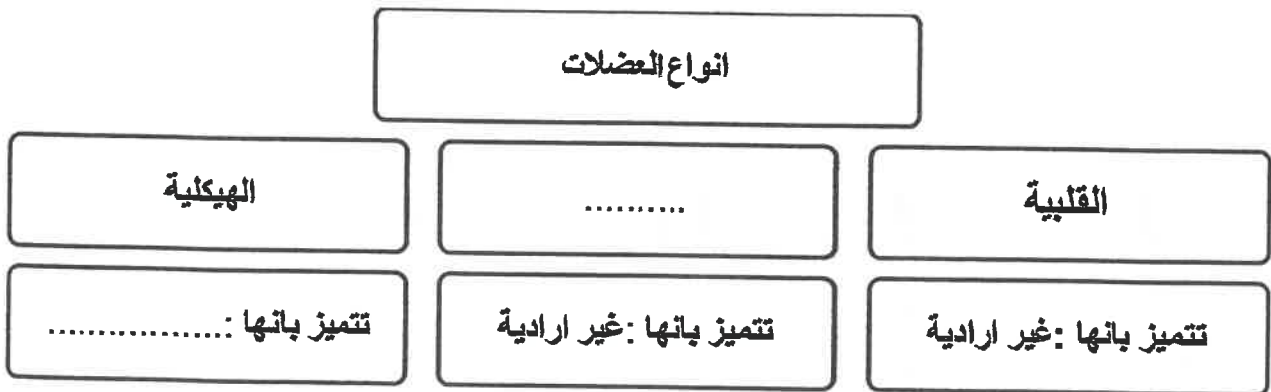 انواع العضلات
القلبية
..........
الهيكلية
تتميز بانها :غير ارادية
تتميز بانها :غير ارادية
تتميز بانها :.................